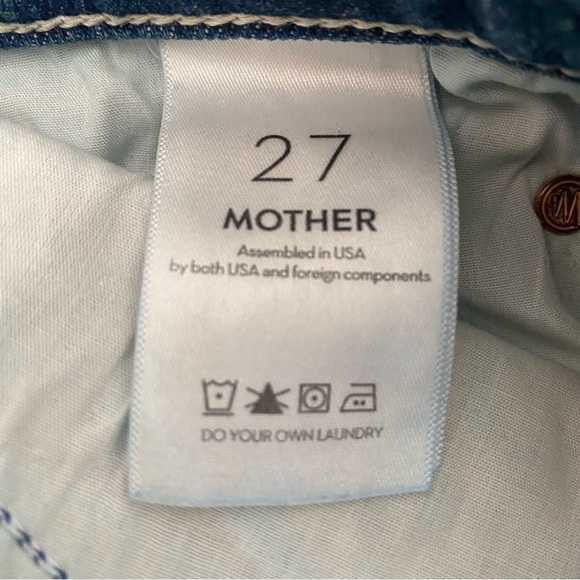 27
MOTHER
Assembled in USA
by both USA and foreign components
DO YOUR OWN LAUNDRY